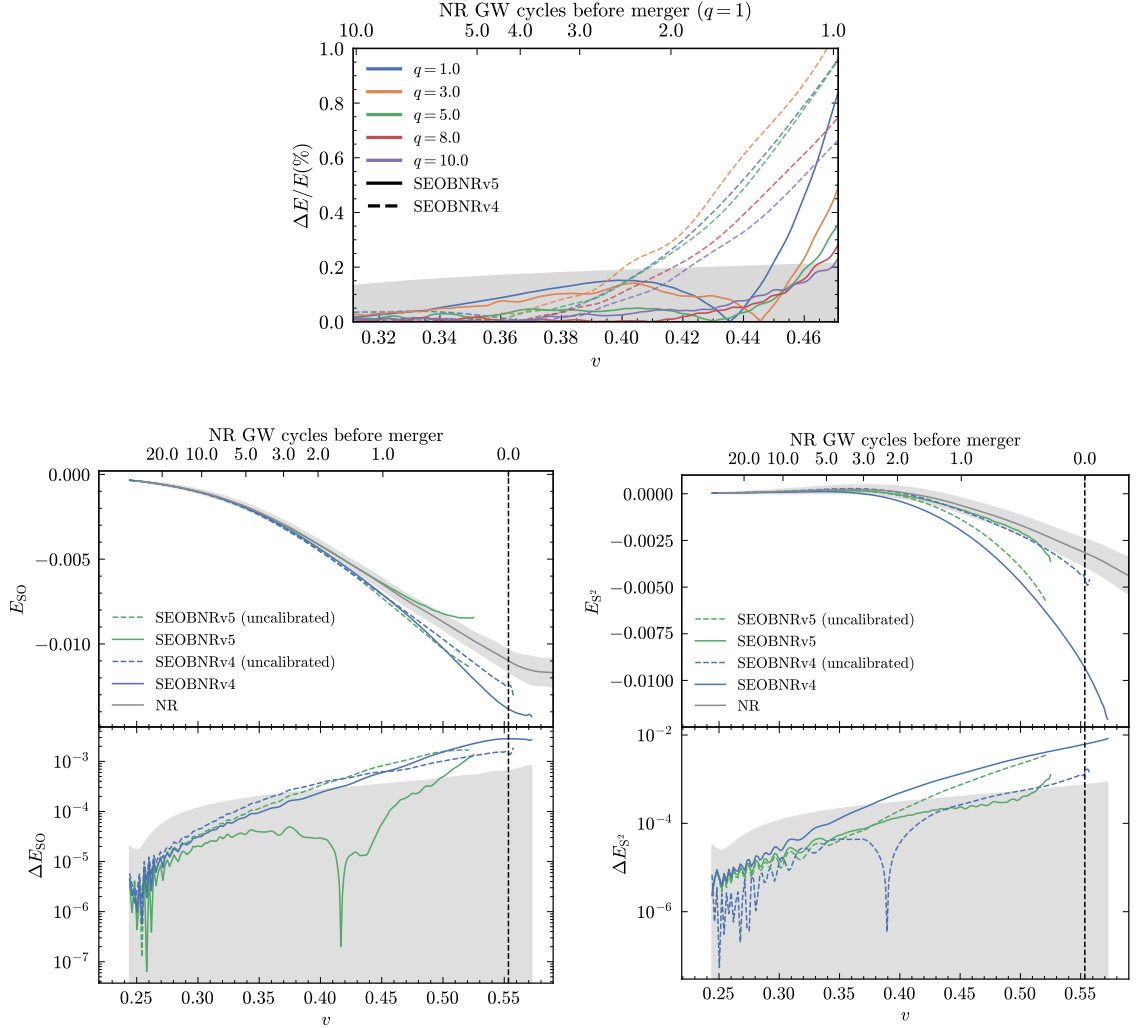 NR GW cycles before merger (q = 1)
10.0 5.0 4.0 3.0 2.0 1.0
1.0
0.8
0.6
0.4
0.2
0.0
ΔE/E(%)
q = 1.0
q = 3.0
q = 5.0
q = 8.0
q = 10.0
SEOBNRv5
SEOBNRv4
0.32 0.34 0.36 0.38 0.40 0.42 0.44 0.46
v
NR GW cycles before merger
20.0 10.0 5.0 3.0 2.0 1.0 0.0
0.000
−0.005
−0.010
E_SO
SEOBNRv5 (uncalibrated)
SEOBNRv5
SEOBNRv4 (uncalibrated)
SEOBNRv4
NR
10⁻³
10⁻⁴
10⁻⁵
10⁻⁶
10⁻⁷
ΔE_SO
0.25 0.30 0.35 0.40 0.45 0.50 0.55
v
NR GW cycles before merger
20.0 10.0 5.0 3.0 2.0 1.0 0.0
0.0000
−0.0025
−0.0050
−0.0075
−0.0100
E_S²
SEOBNRv5 (uncalibrated)
SEOBNRv5
SEOBNRv4 (uncalibrated)
SEOBNRv4
NR
10⁻²
10⁻⁴
10⁻⁶
ΔE_S²
0.25 0.30 0.35 0.40 0.45 0.50 0.55
v